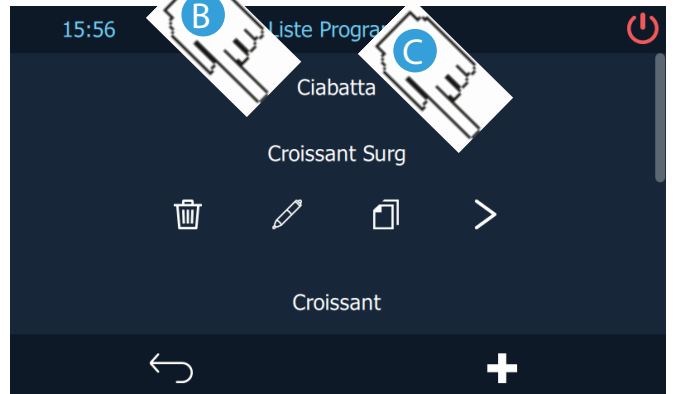 B
C
15:56 Liste Progra
Ciabatta
Croissant Surg
Croissant